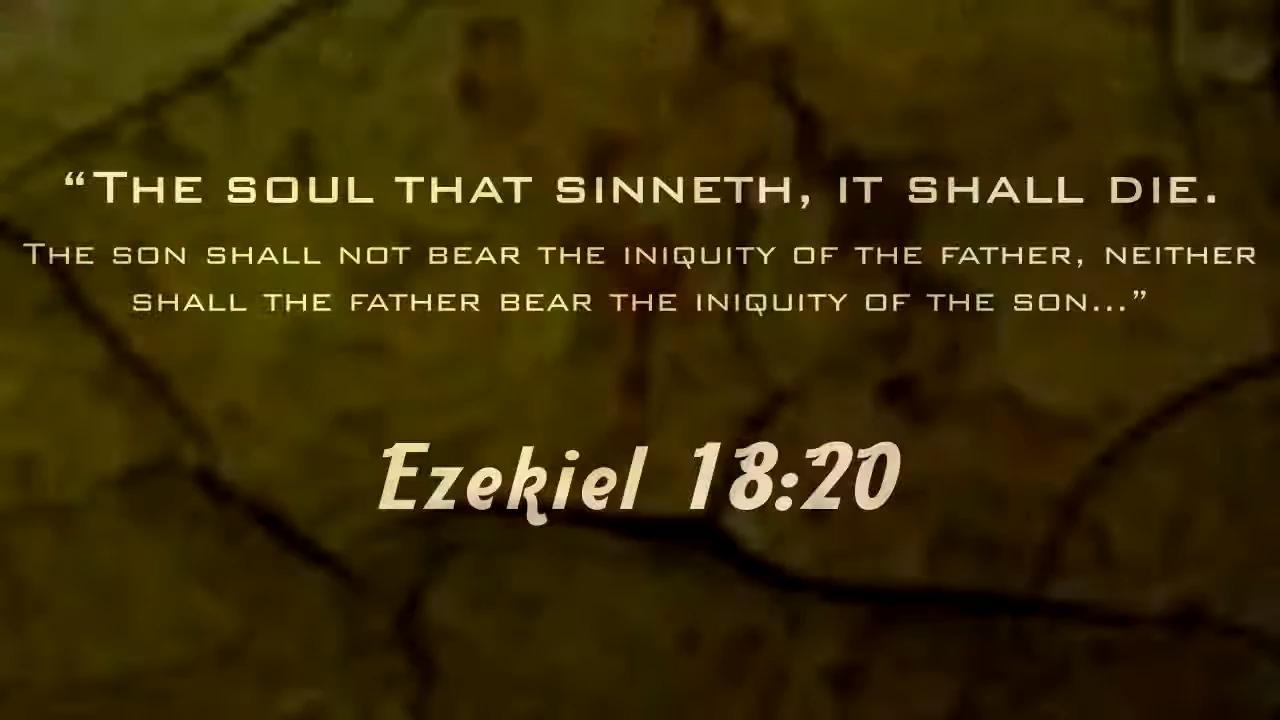 “The soul that sinneth, it shall die.
The son shall not bear the iniquity of the father, neither
shall the father bear the iniquity of the son...”
Ezekiel 18:20